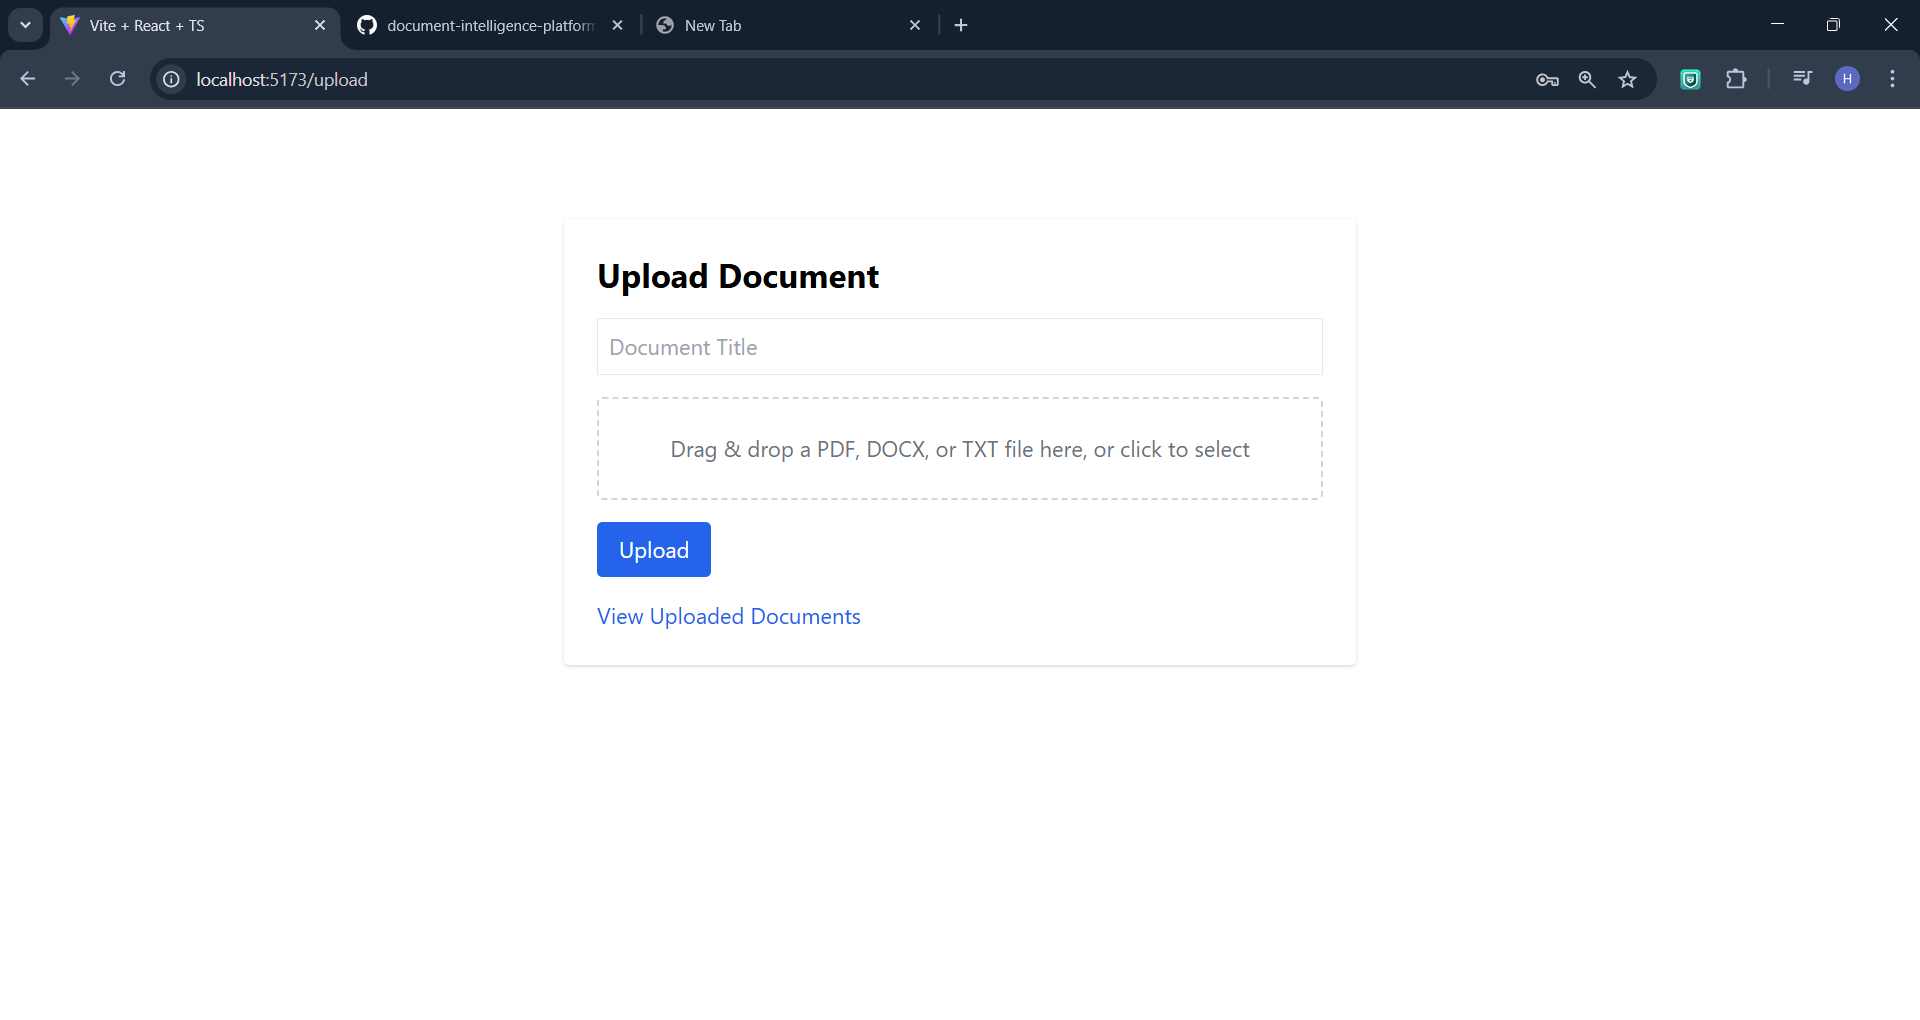 Vite + React + TS
document-intelligence-platform
New Tab
localhost:5173/upload
H
Upload Document
Document Title
Drag & drop a PDF, DOCX, or TXT file here, or click to select
Upload
View Uploaded Documents